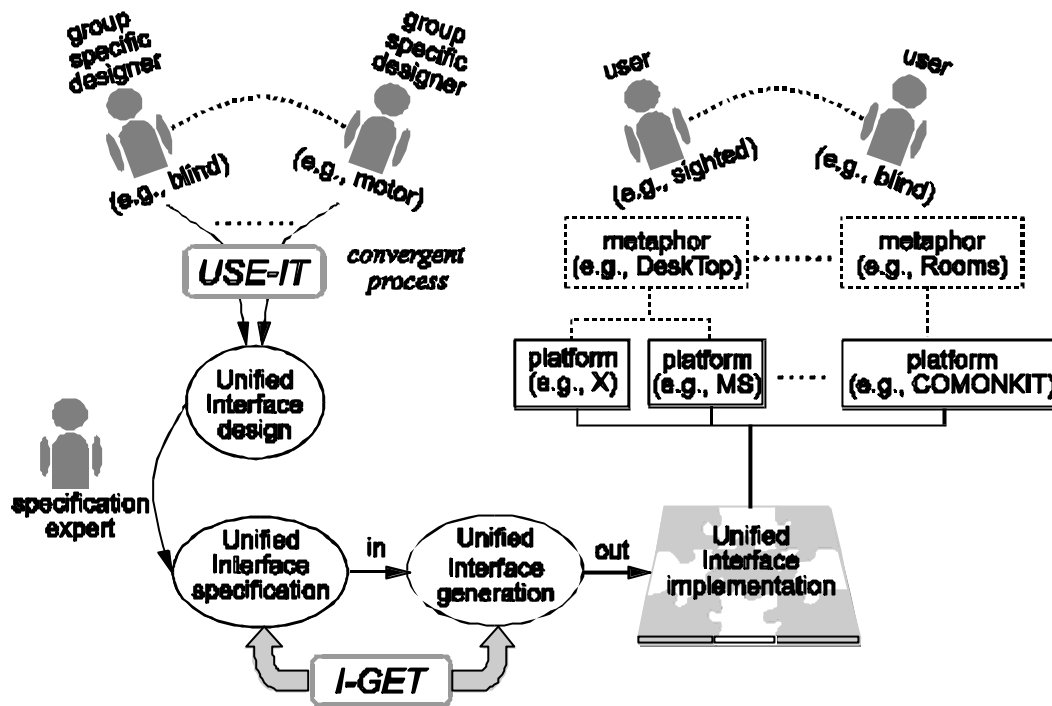 group
specific
designer
group
specific
designer
(e.g., blind)
(e.g., motor)
USE-IT
convergent
process
Unified
Interface
design
specification
expert
Unified
Interface
specification
in
Unified
Interface
generation
out
Unified
Interface
implementation
I-GET
user
user
(e.g., sighted)
(e.g., blind)
metaphor
(e.g., DeskTop)
metaphor
(e.g., Rooms)
platform
(e.g., X)
platform
(e.g., MS)
platform
(e.g., COMONKIT)